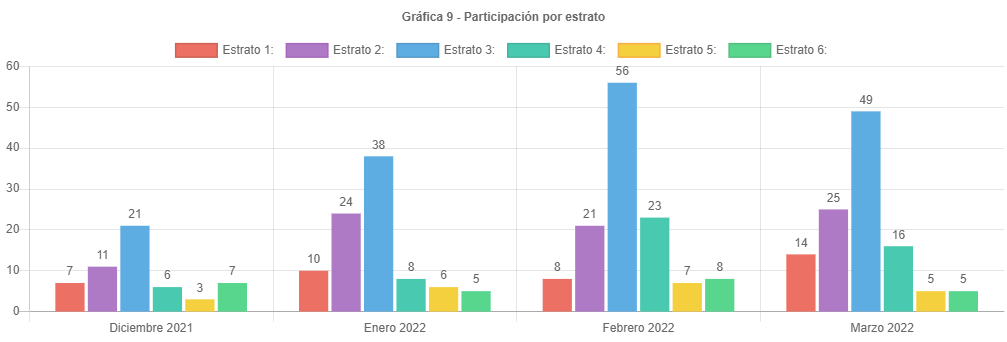 Gráfica 9 - Participación por estrato
Estrato 1: Estrato 2: Estrato 3: Estrato 4: Estrato 5: Estrato 6:
60
50
40
30
20
10
0
7 11 21 6 3 7
10 24 38 8 6 5
8 21 56 23 7 8
14 25 49 16 5 5
Diciembre 2021 Enero 2022 Febrero 2022 Marzo 2022